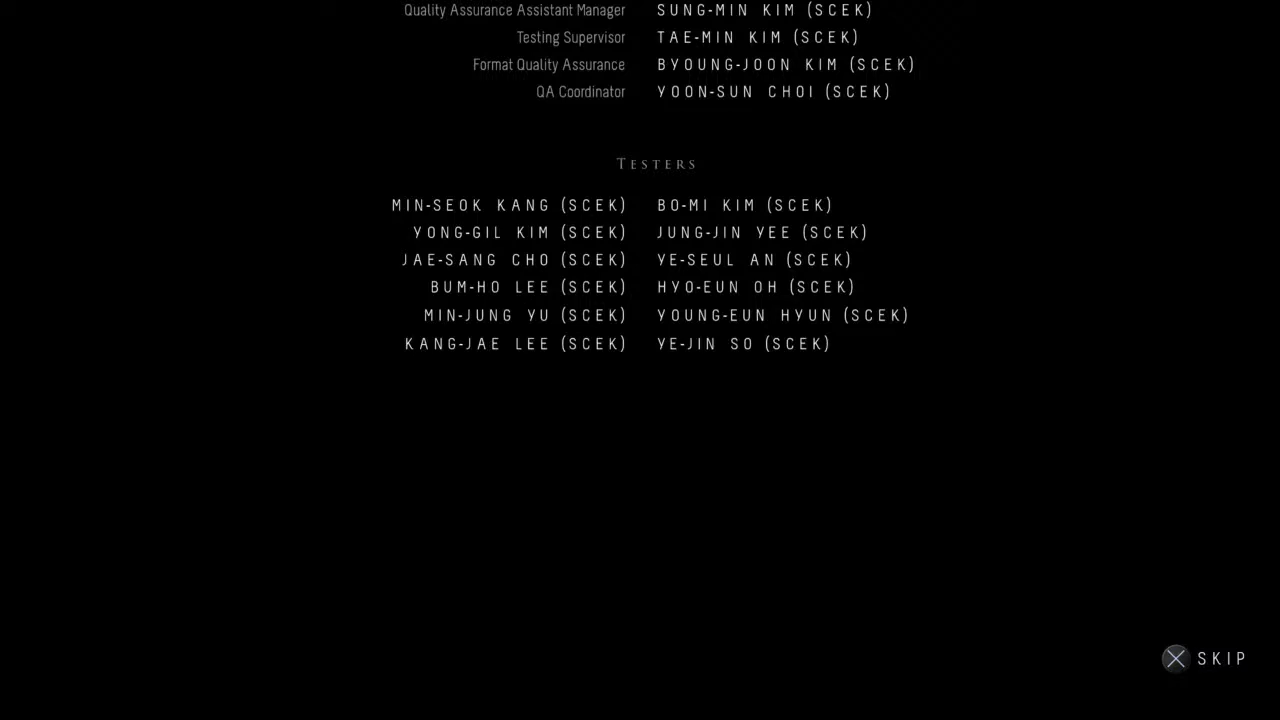 Quality Assurance Assistant Manager SUNG-MIN KIM (SCEK)
Testing Supervisor TAE-MIN KIM (SCEK)
Format Quality Assurance BYOUNG-JOON KIM (SCEK)
QA Coordinator YOON-SUN CHOI (SCEK)
TESTERS
MIN-SEOK KANG (SCEK) BO-MI KIM (SCEK)
YONG-GIL KIM (SCEK) JUNG-JIN YEE (SCEK)
JAE-SANG CHO (SCEK) YE-SEUL AN (SCEK)
BUM-HO LEE (SCEK) HYO-EUN OH (SCEK)
MIN-JUNG YU (SCEK) YOUNG-EUN HYUN (SCEK)
KANG-JAE LEE (SCEK) YE-JIN SO (SCEK)
SKIP